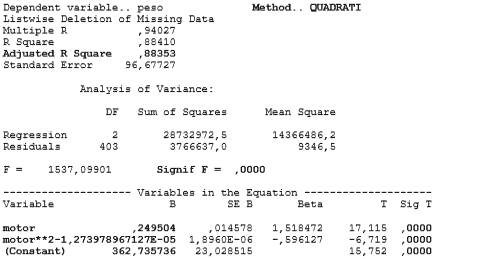 Dependent variable.. peso Method.. QUADRATI
Listwise Deletion of Missing Data
Multiple R ,94027
R Square ,88410
Adjusted R Square ,88353
Standard Error 96,67727
Analysis of Variance:
DF Sum of Squares Mean Square
Regression 2 28732972,5 14366486,2
Residuals 403 3766637,0 9346,5
F = 1537,09901 Signif F = ,0000
-------------------- Variables in the Equation --------------------
Variable B SE B Beta T Sig T
motor ,249504 ,014578 1,518472 17,115 ,0000
motor**2-1,273978967127E-05 1,8960E-06 -,596127 -6,719 ,0000
(Constant) 362,735736 23,028515 15,752 ,0000